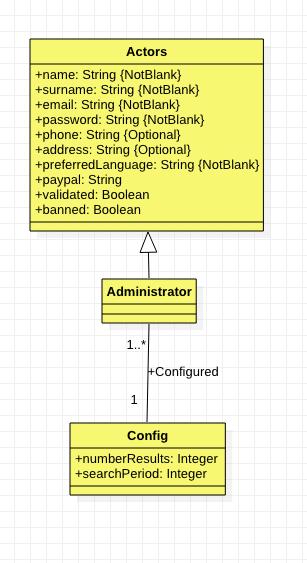 Actors
+name: String {NotBlank}
+surname: String {NotBlank}
+email: String {NotBlank}
+password: String {NotBlank}
+phone: String {Optional}
+address: String {Optional}
+preferredLanguage: String {NotBlank}
+paypal: String
+validated: Boolean
+banned: Boolean
Administrator
1..*
+Configured
1
Config
+numberResults: Integer
+searchPeriod: Integer